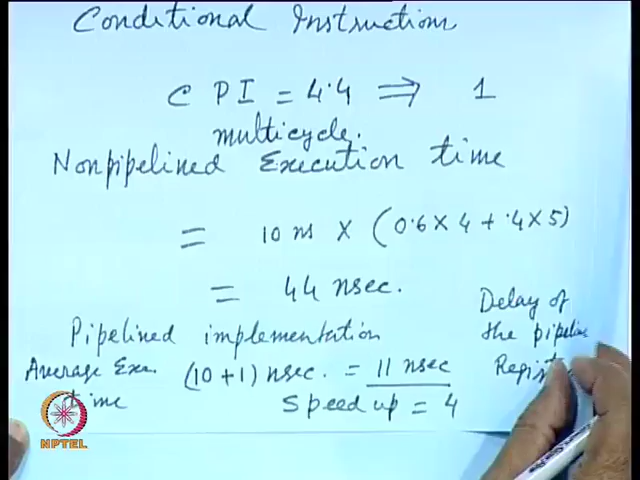 Conditional Instruction
CPI = 4.4 ⇒ 1
multicycle.
Nonpipelined Execution time
= 10 ns × (0.6×4 + .4×5)
= 44 nsec.
Pipelined implementation
Average Exe. time
(10+1) nsec. = 11 nsec
Speed up = 4
Delay of
the pipeline
NPTEL